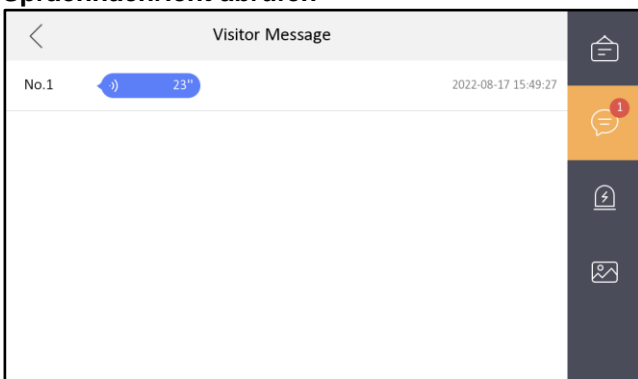 Sprachnachricht abrufen
Visitor Message
No.1 23" 2022-08-17 15:49:27
1